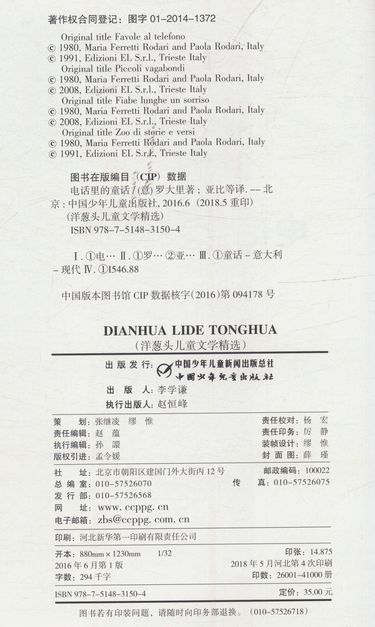 著作权合同登记：图字 01-2014-1372
Original title Favole al telefono
© 1980, Maria Ferretti Rodari and Paola Rodari, Italy
© 1991, Edizioni EL S.r.l., Trieste Italy
Original title Piccoli vagabondi
© 1980, Maria Ferretti Rodari and Paola Rodari, Italy
© 2008, Edizioni EL S.r.l., Trieste Italy
Original title Fiabe lunghe un sorriso
© 1980, Maria Ferretti Rodari and Paola Rodari, Italy
© 2008, Edizioni EL S.r.l., Trieste Italy
Original title Zoo di storie e versi
© 1980, Maria Ferretti Rodari and Paola Rodari, Italy
© 1991, Edizioni EL S.r.l., Trieste Italy
图书在版编目（CIP）数据
电话里的童话/(意)罗大里著；亚比等译. -- 北
京：中国少年儿童出版社，2016.6（2018.5 重印）
(洋葱头儿童文学精选)
ISBN 978-7-5148-3150-4
Ⅰ. ①电… Ⅱ. ①罗… ②亚… Ⅲ. ①童话－意大利
－现代 Ⅳ. ①I546.88
中国版本图书馆 CIP 数据核字(2016)第 094178 号
DIANHUA LIDE TONGHUA
(洋葱头儿童文学精选)
出版发行：中国少年儿童新闻出版总社
中国少年儿童出版社
出 版 人：李学谦
执行出版人：赵恒峰
策 划：张继凌 缪 惟 责任校对：杨 宏
责任编辑：赵 蕴 责任印务：厉 静
执行编辑：孙 灏 装帧设计：缪 惟
版权引进：孟令媛 封 面 图：薛 瑾
社 址：北京市朝阳区建国门外大街丙 12 号 邮政编码：100022
总 编 室：010-57526070 传 真：010-57526075
发 行 部：010-57526568
网 址：www.ccppg.cn
电子邮箱：zbs@ccppg.com.cn
印刷：河北新华第一印刷有限责任公司
开本：880mm×1230mm 1/32 印张：14.875
2016 年 6 月第 1 版 2018 年 5 月河北第 4 次印刷
字数：294 千字 印数：26001-41000 册
ISBN 978-7-5148-3150-4 定价：35.00 元
图书若有印装问题，请随时向印务部退换。（010-57526718）